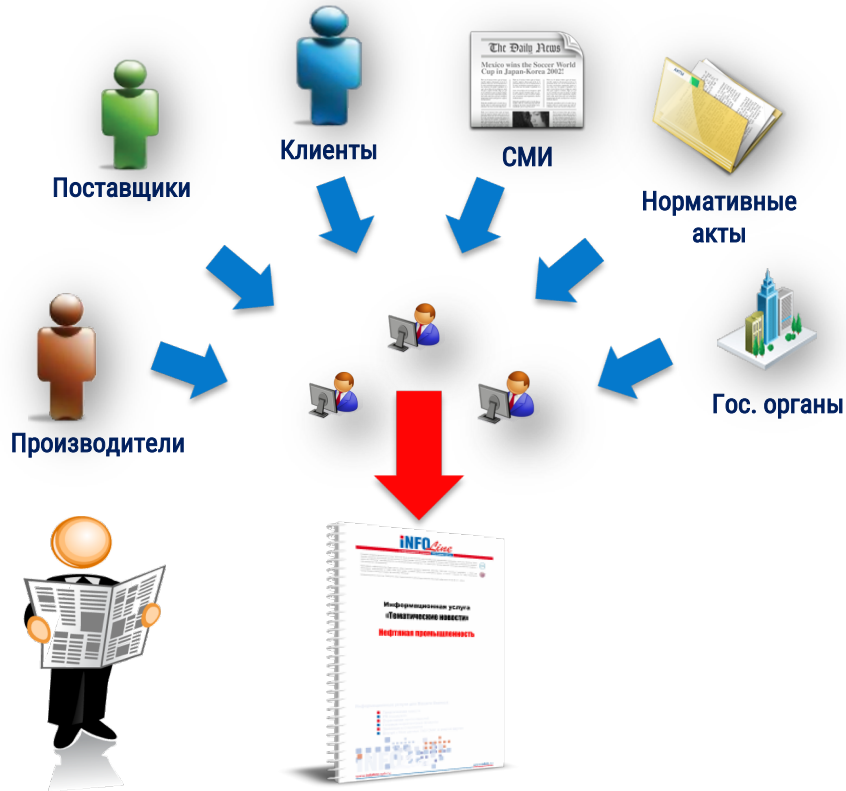 The Daily News
Mexico wins the Soccer World
Cup in Japan-Korea 2002!
АКТЫ
Клиенты
СМИ
Поставщики
Нормативные
акты
Гос. органы
Производители
iNFOLine
Информационная услуга
«Тематические новости»
Нефтяная промышленность